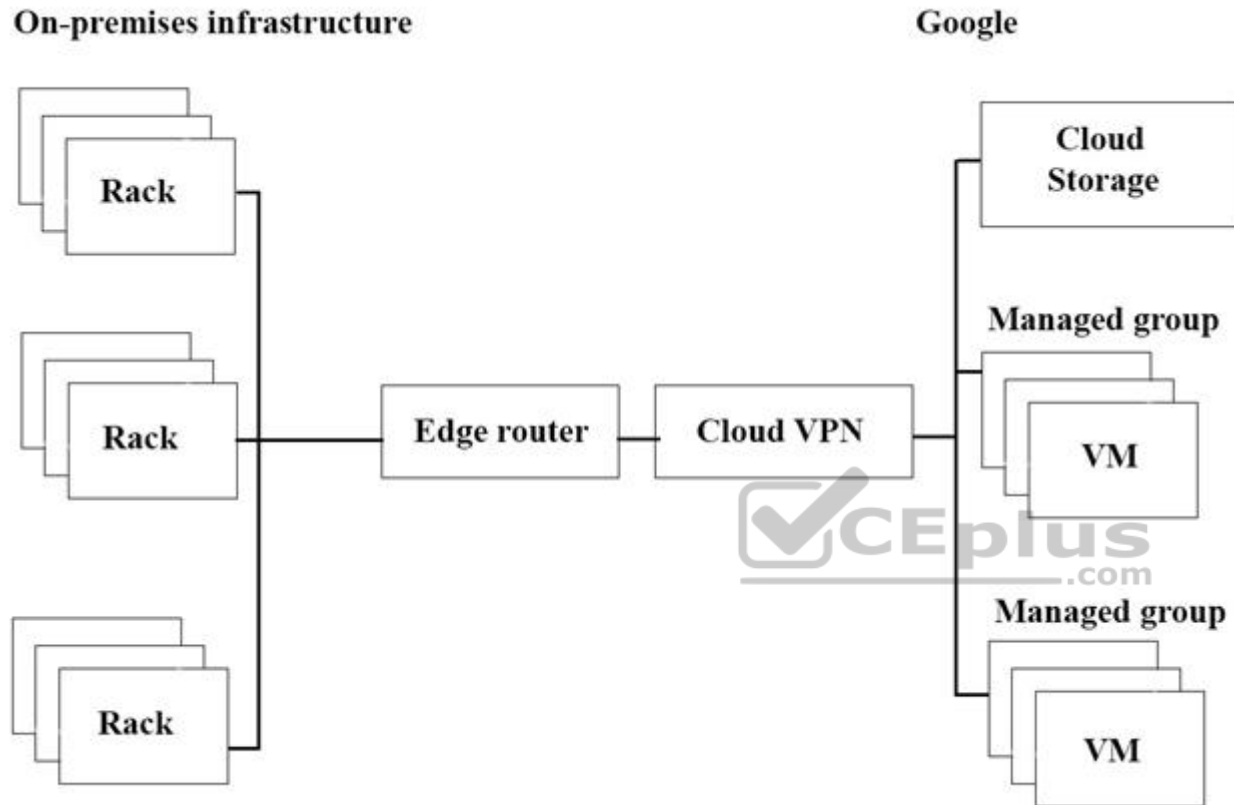 On-premises infrastructure
Google
Rack
Cloud
Storage
Managed group
Rack
Edge router
Cloud VPN
VM
CEplus
.com
Managed group
Rack
VM